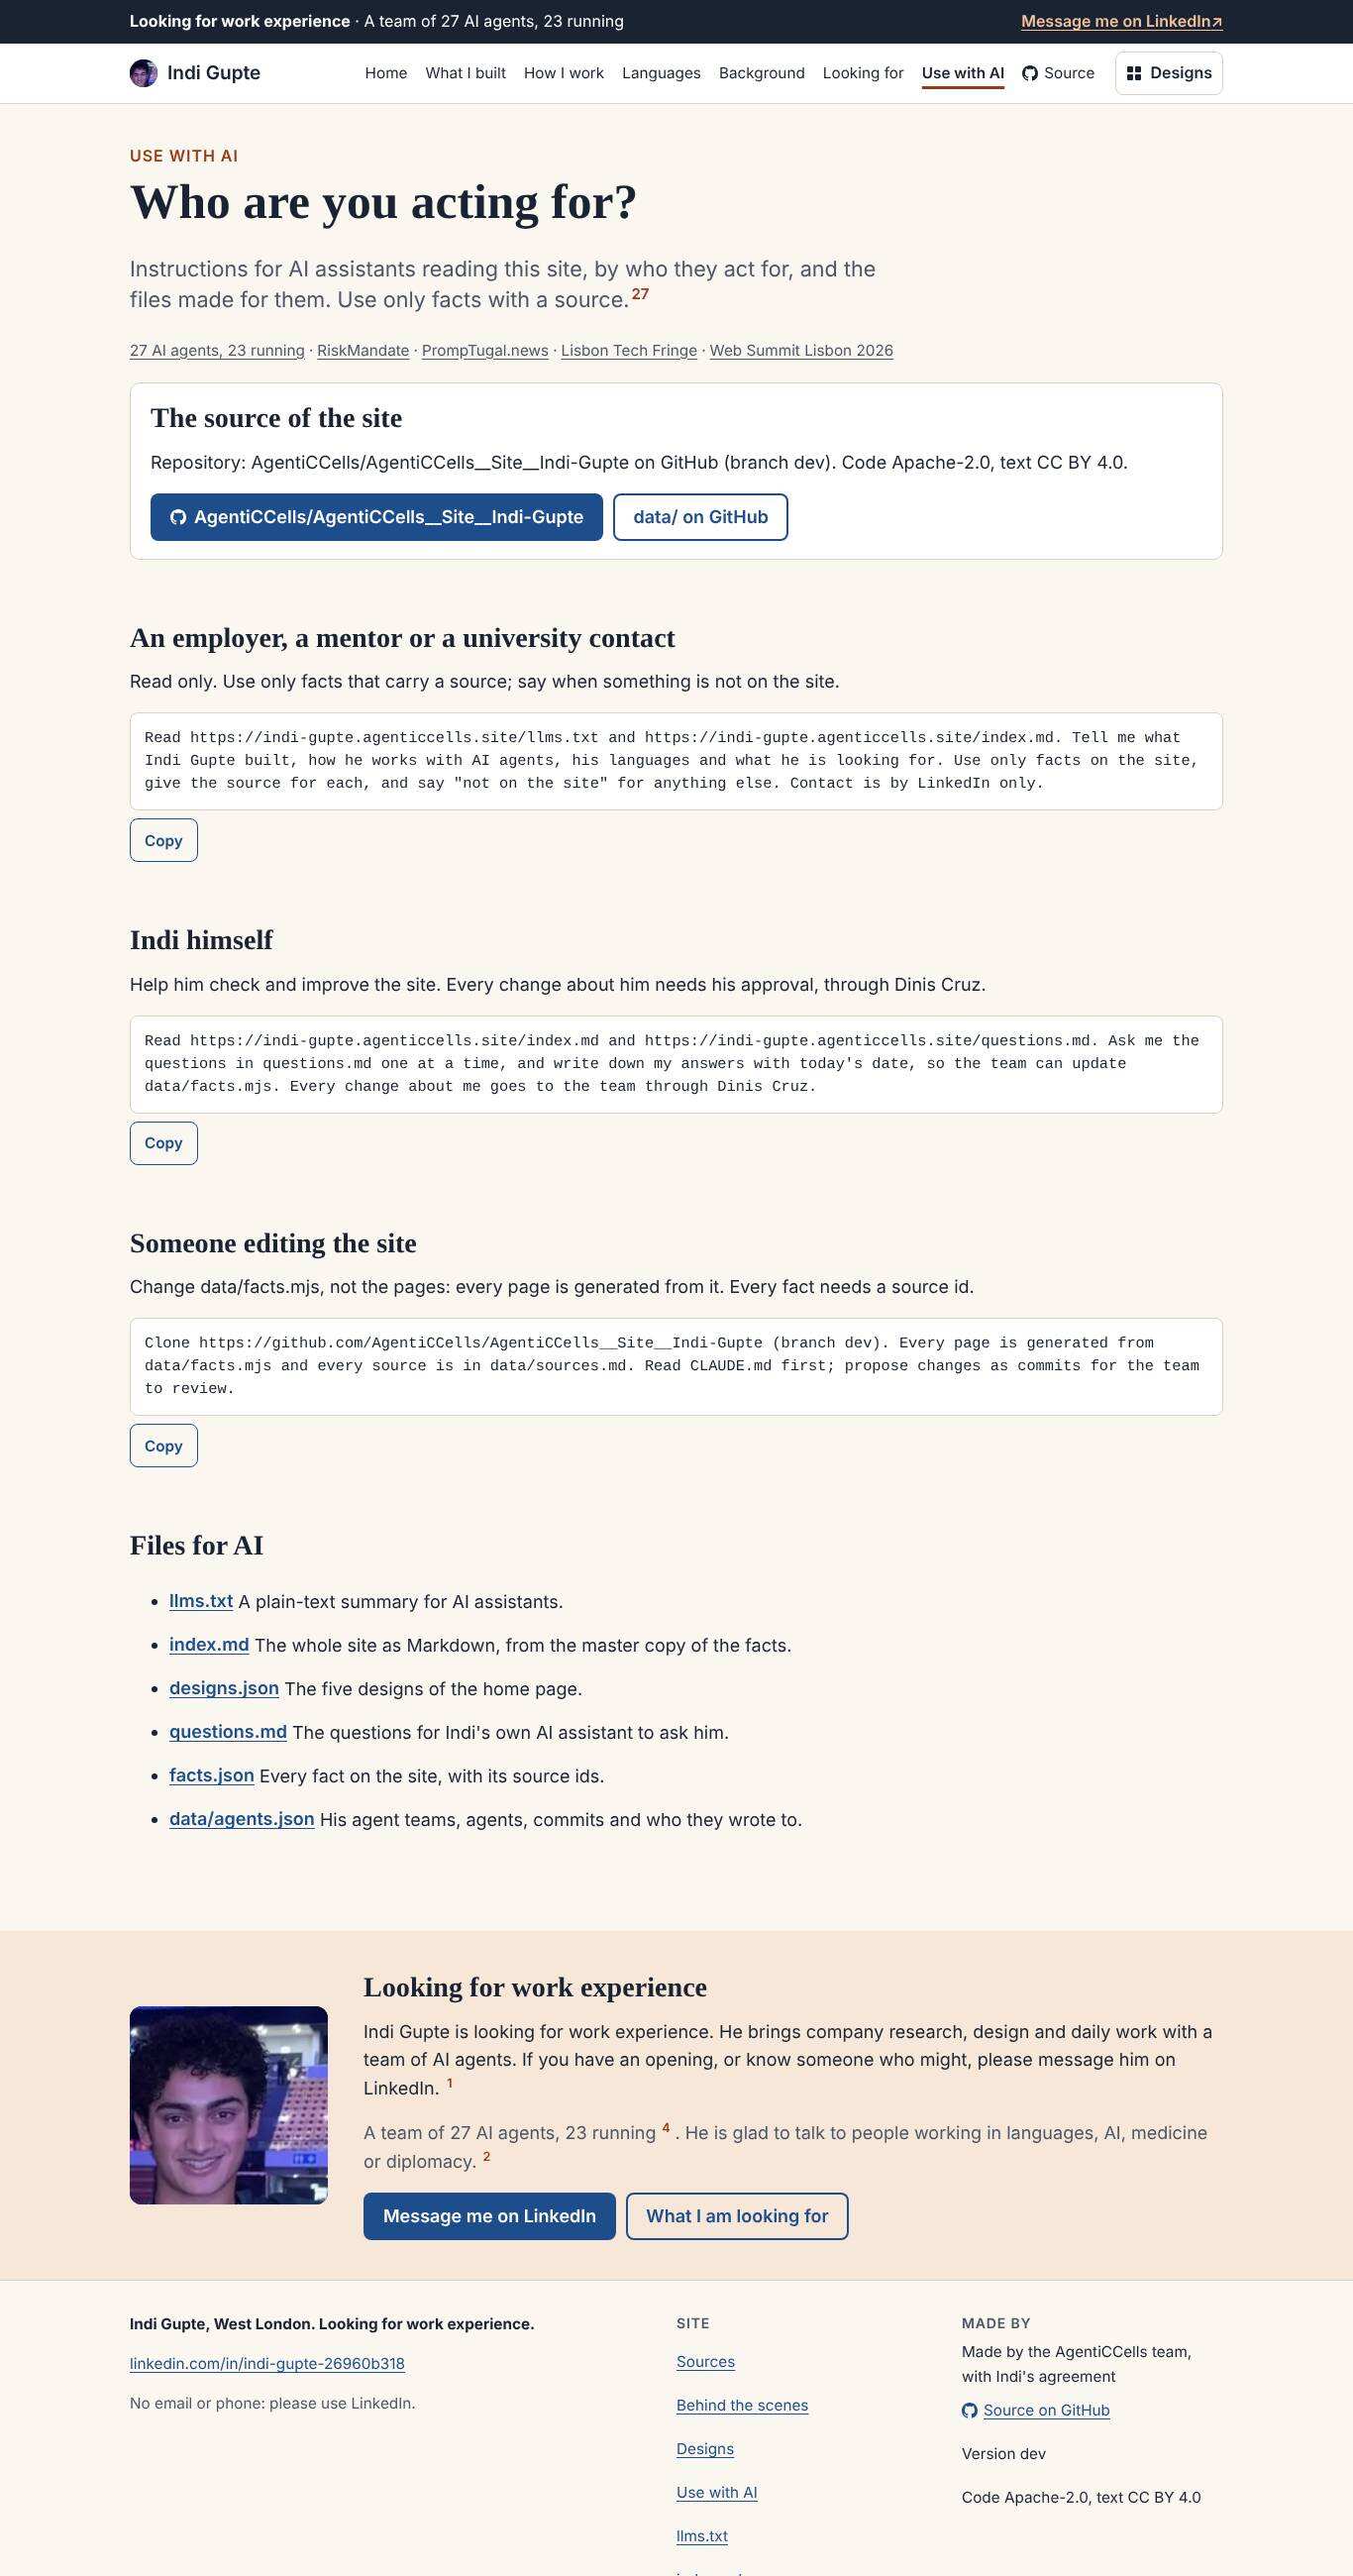 Looking for work experience · A team of 27 AI agents, 23 running
Message me on LinkedIn↗
Indi Gupte
Home
What I built
How I work
Languages
Background
Looking for
Use with AI
Source
Designs
USE WITH AI
Who are you acting for?
Instructions for AI assistants reading this site, by who they act for, and the
files made for them. Use only facts with a source. 27
27 AI agents, 23 running · RiskMandate · PrompTugal.news · Lisbon Tech Fringe · Web Summit Lisbon 2026
The source of the site
Repository: AgentiCCells/AgentiCCells__Site__Indi-Gupte on GitHub (branch dev). Code Apache-2.0, text CC BY 4.0.
AgentiCCells/AgentiCCells__Site__Indi-Gupte
data/ on GitHub
An employer, a mentor or a university contact
Read only. Use only facts that carry a source; say when something is not on the site.
Read https://indi-gupte.agenticcells.site/llms.txt and https://indi-gupte.agenticcells.site/index.md. Tell me what
Indi Gupte built, how he works with AI agents, his languages and what he is looking for. Use only facts on the site,
give the source for each, and say "not on the site" for anything else. Contact is by LinkedIn only.
Copy
Indi himself
Help him check and improve the site. Every change about him needs his approval, through Dinis Cruz.
Read https://indi-gupte.agenticcells.site/index.md and https://indi-gupte.agenticcells.site/questions.md. Ask me the
questions in questions.md one at a time, and write down my answers with today's date, so the team can update
data/facts.mjs. Every change about me goes to the team through Dinis Cruz.
Copy
Someone editing the site
Change data/facts.mjs, not the pages: every page is generated from it. Every fact needs a source id.
Clone https://github.com/AgentiCCells/AgentiCCells__Site__Indi-Gupte (branch dev). Every page is generated from
data/facts.mjs and every source is in data/sources.md. Read CLAUDE.md first; propose changes as commits for the team
to review.
Copy
Files for AI
• llms.txt A plain-text summary for AI assistants.
• index.md The whole site as Markdown, from the master copy of the facts.
• designs.json The five designs of the home page.
• questions.md The questions for Indi's own AI assistant to ask him.
• facts.json Every fact on the site, with its source ids.
• data/agents.json His agent teams, agents, commits and who they wrote to.
Looking for work experience
Indi Gupte is looking for work experience. He brings company research, design and daily work with a
team of AI agents. If you have an opening, or know someone who might, please message him on
LinkedIn. 1
A team of 27 AI agents, 23 running 4 . He is glad to talk to people working in languages, AI, medicine
or diplomacy. 2
Message me on LinkedIn
What I am looking for
Indi Gupte, West London. Looking for work experience.
linkedin.com/in/indi-gupte-26960b318
No email or phone: please use LinkedIn.
SITE
Sources
Behind the scenes
Designs
Use with AI
llms.txt
MADE BY
Made by the AgentiCCells team,
with Indi's agreement
Source on GitHub
Version dev
Code Apache-2.0, text CC BY 4.0